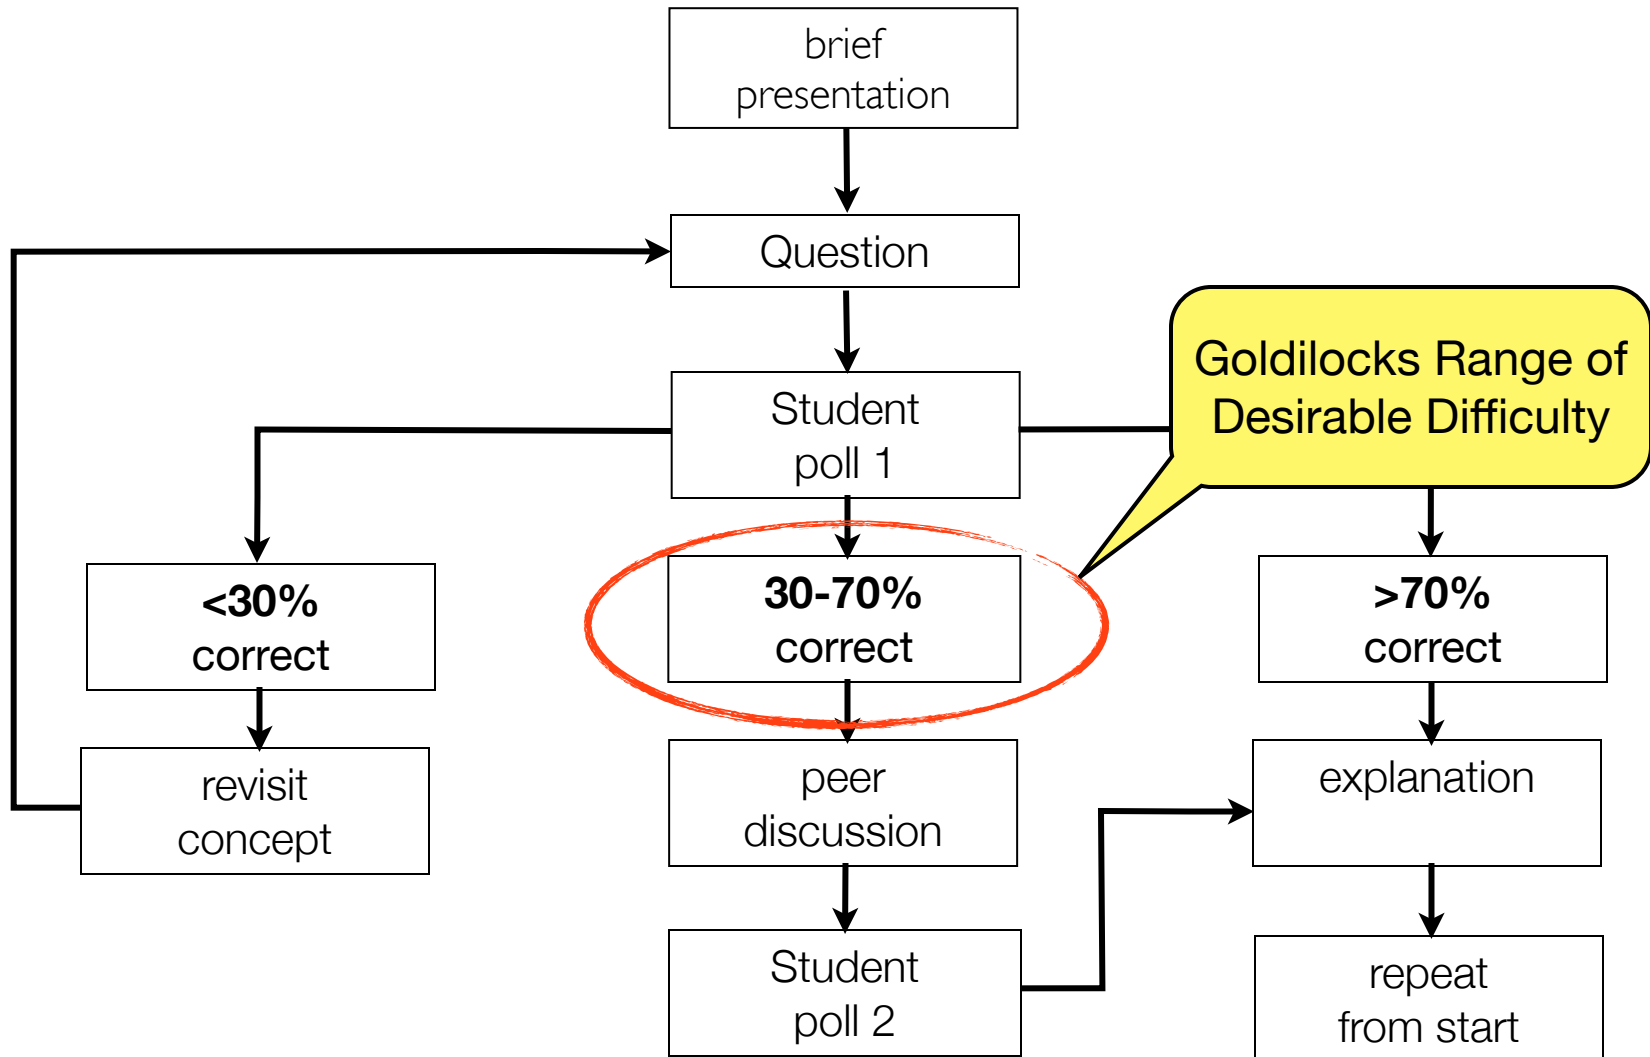 brief
presentation
Question
Goldilocks Range of
Desirable Difficulty
Student
poll 1
<30%
correct
30-70%
correct
>70%
correct
revisit
concept
peer
discussion
explanation
Student
poll 2
repeat
from start